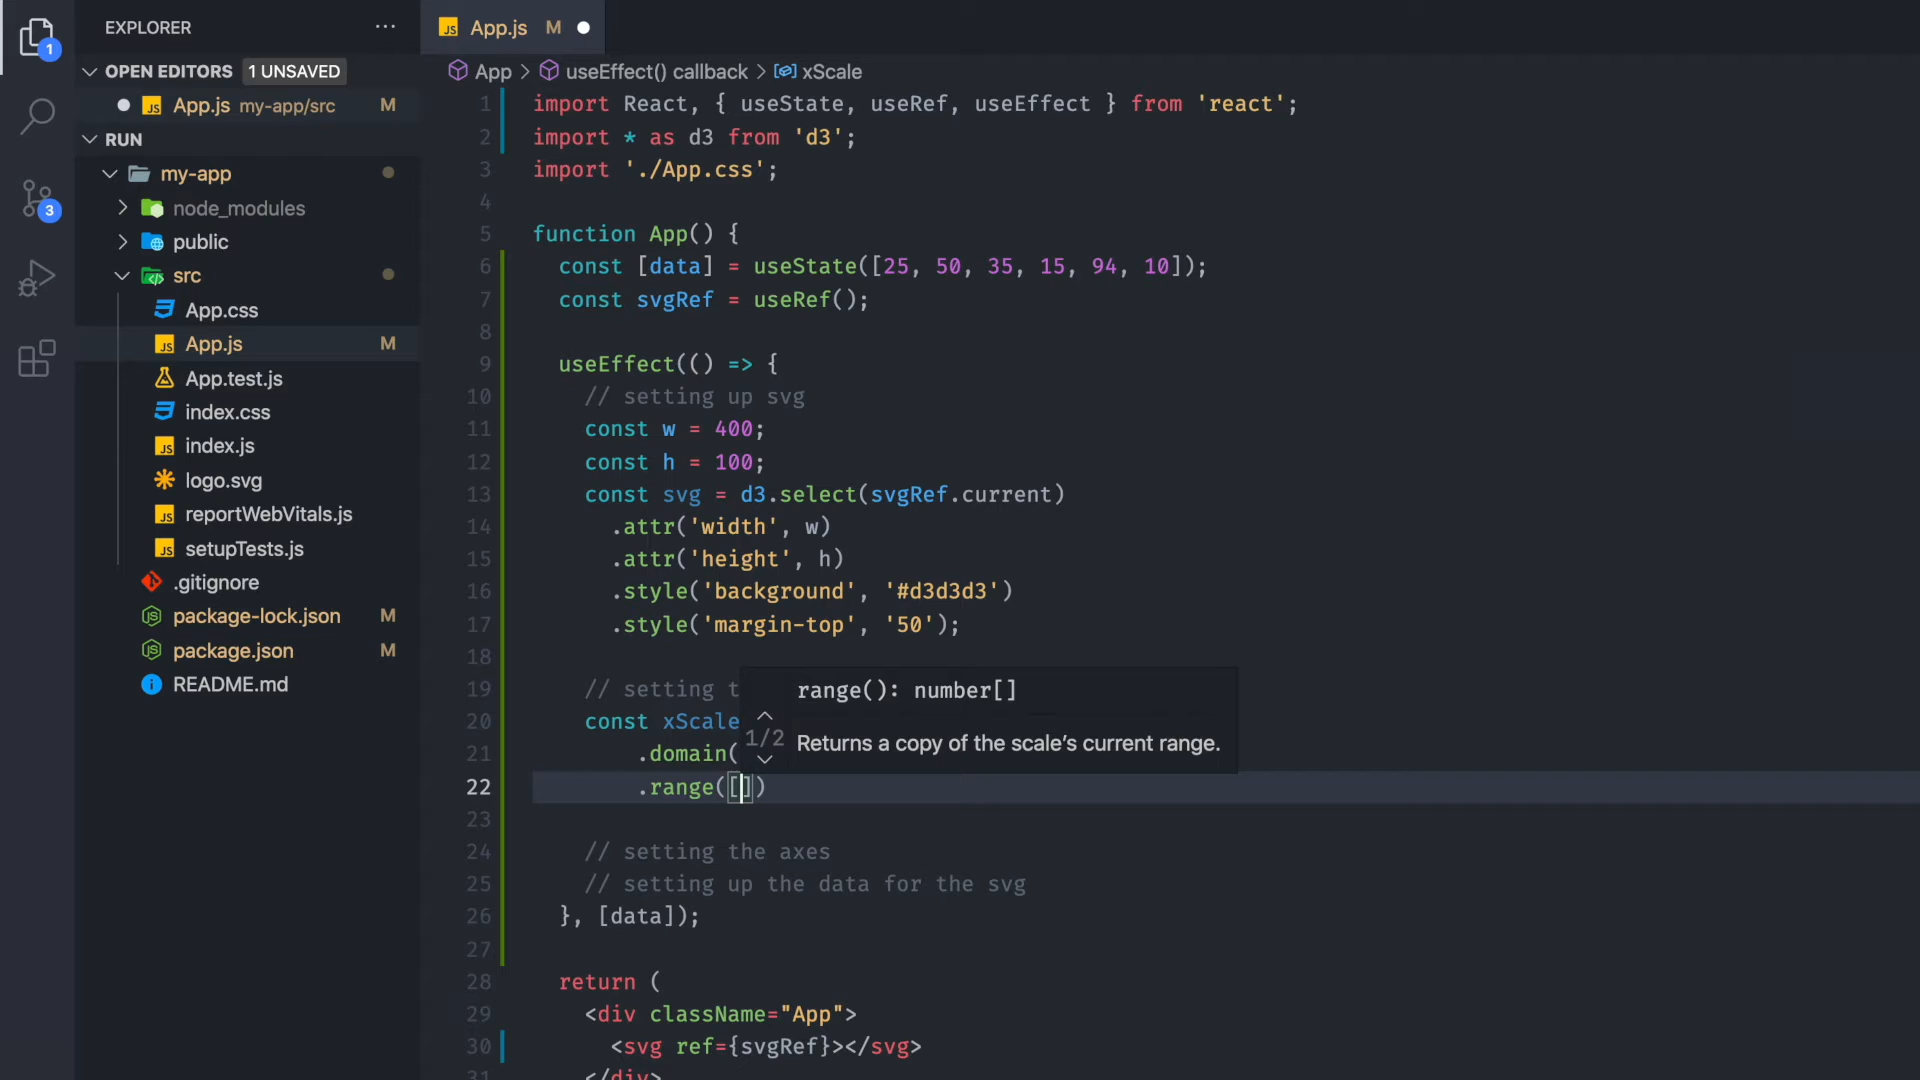 1
3
EXPLORER ···
OPEN EDITORS 1 UNSAVED
App.js my-app/src M
RUN
my-app
node_modules
public
src
App.css
App.js M
App.test.js
index.css
index.js
logo.svg
reportWebVitals.js
setupTests.js
.gitignore
package-lock.json M
package.json M
README.md
App.js M
App > useEffect() callback > xScale
1 import React, { useState, useRef, useEffect } from 'react';
2 import * as d3 from 'd3';
3 import './App.css';
4
5 function App() {
6 const [data] = useState([25, 50, 35, 15, 94, 10]);
7 const svgRef = useRef();
8
9 useEffect(() => {
10 // setting up svg
11 const w = 400;
12 const h = 100;
13 const svg = d3.select(svgRef.current)
14 .attr('width', w)
15 .attr('height', h)
16 .style('background', '#d3d3d3')
17 .style('margin-top', '50');
18
19 // setting
20 const xScale
21 .domain(
22 .range([])
range(): number[]
1/2 Returns a copy of the scale's current range.
23
24 // setting the axes
25 // setting up the data for the svg
26 }, [data]);
27
28 return (
29 <div className="App">
30 <svg ref={svgRef}></svg>
31 </div>